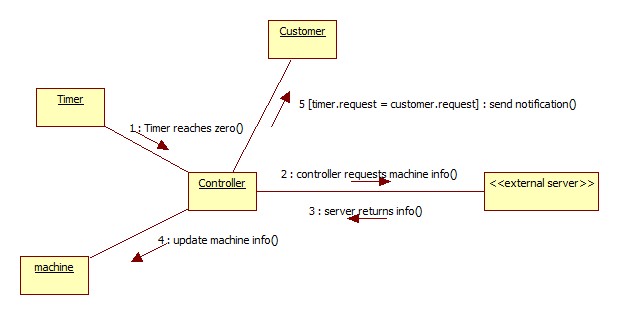 Customer
Timer
5 [timer.request = customer.request] : send notification()
1 : Timer reaches zero()
Controller
2 : controller requests machine info()
<<external server>>
3 : server returns info()
4 : update machine info()
machine